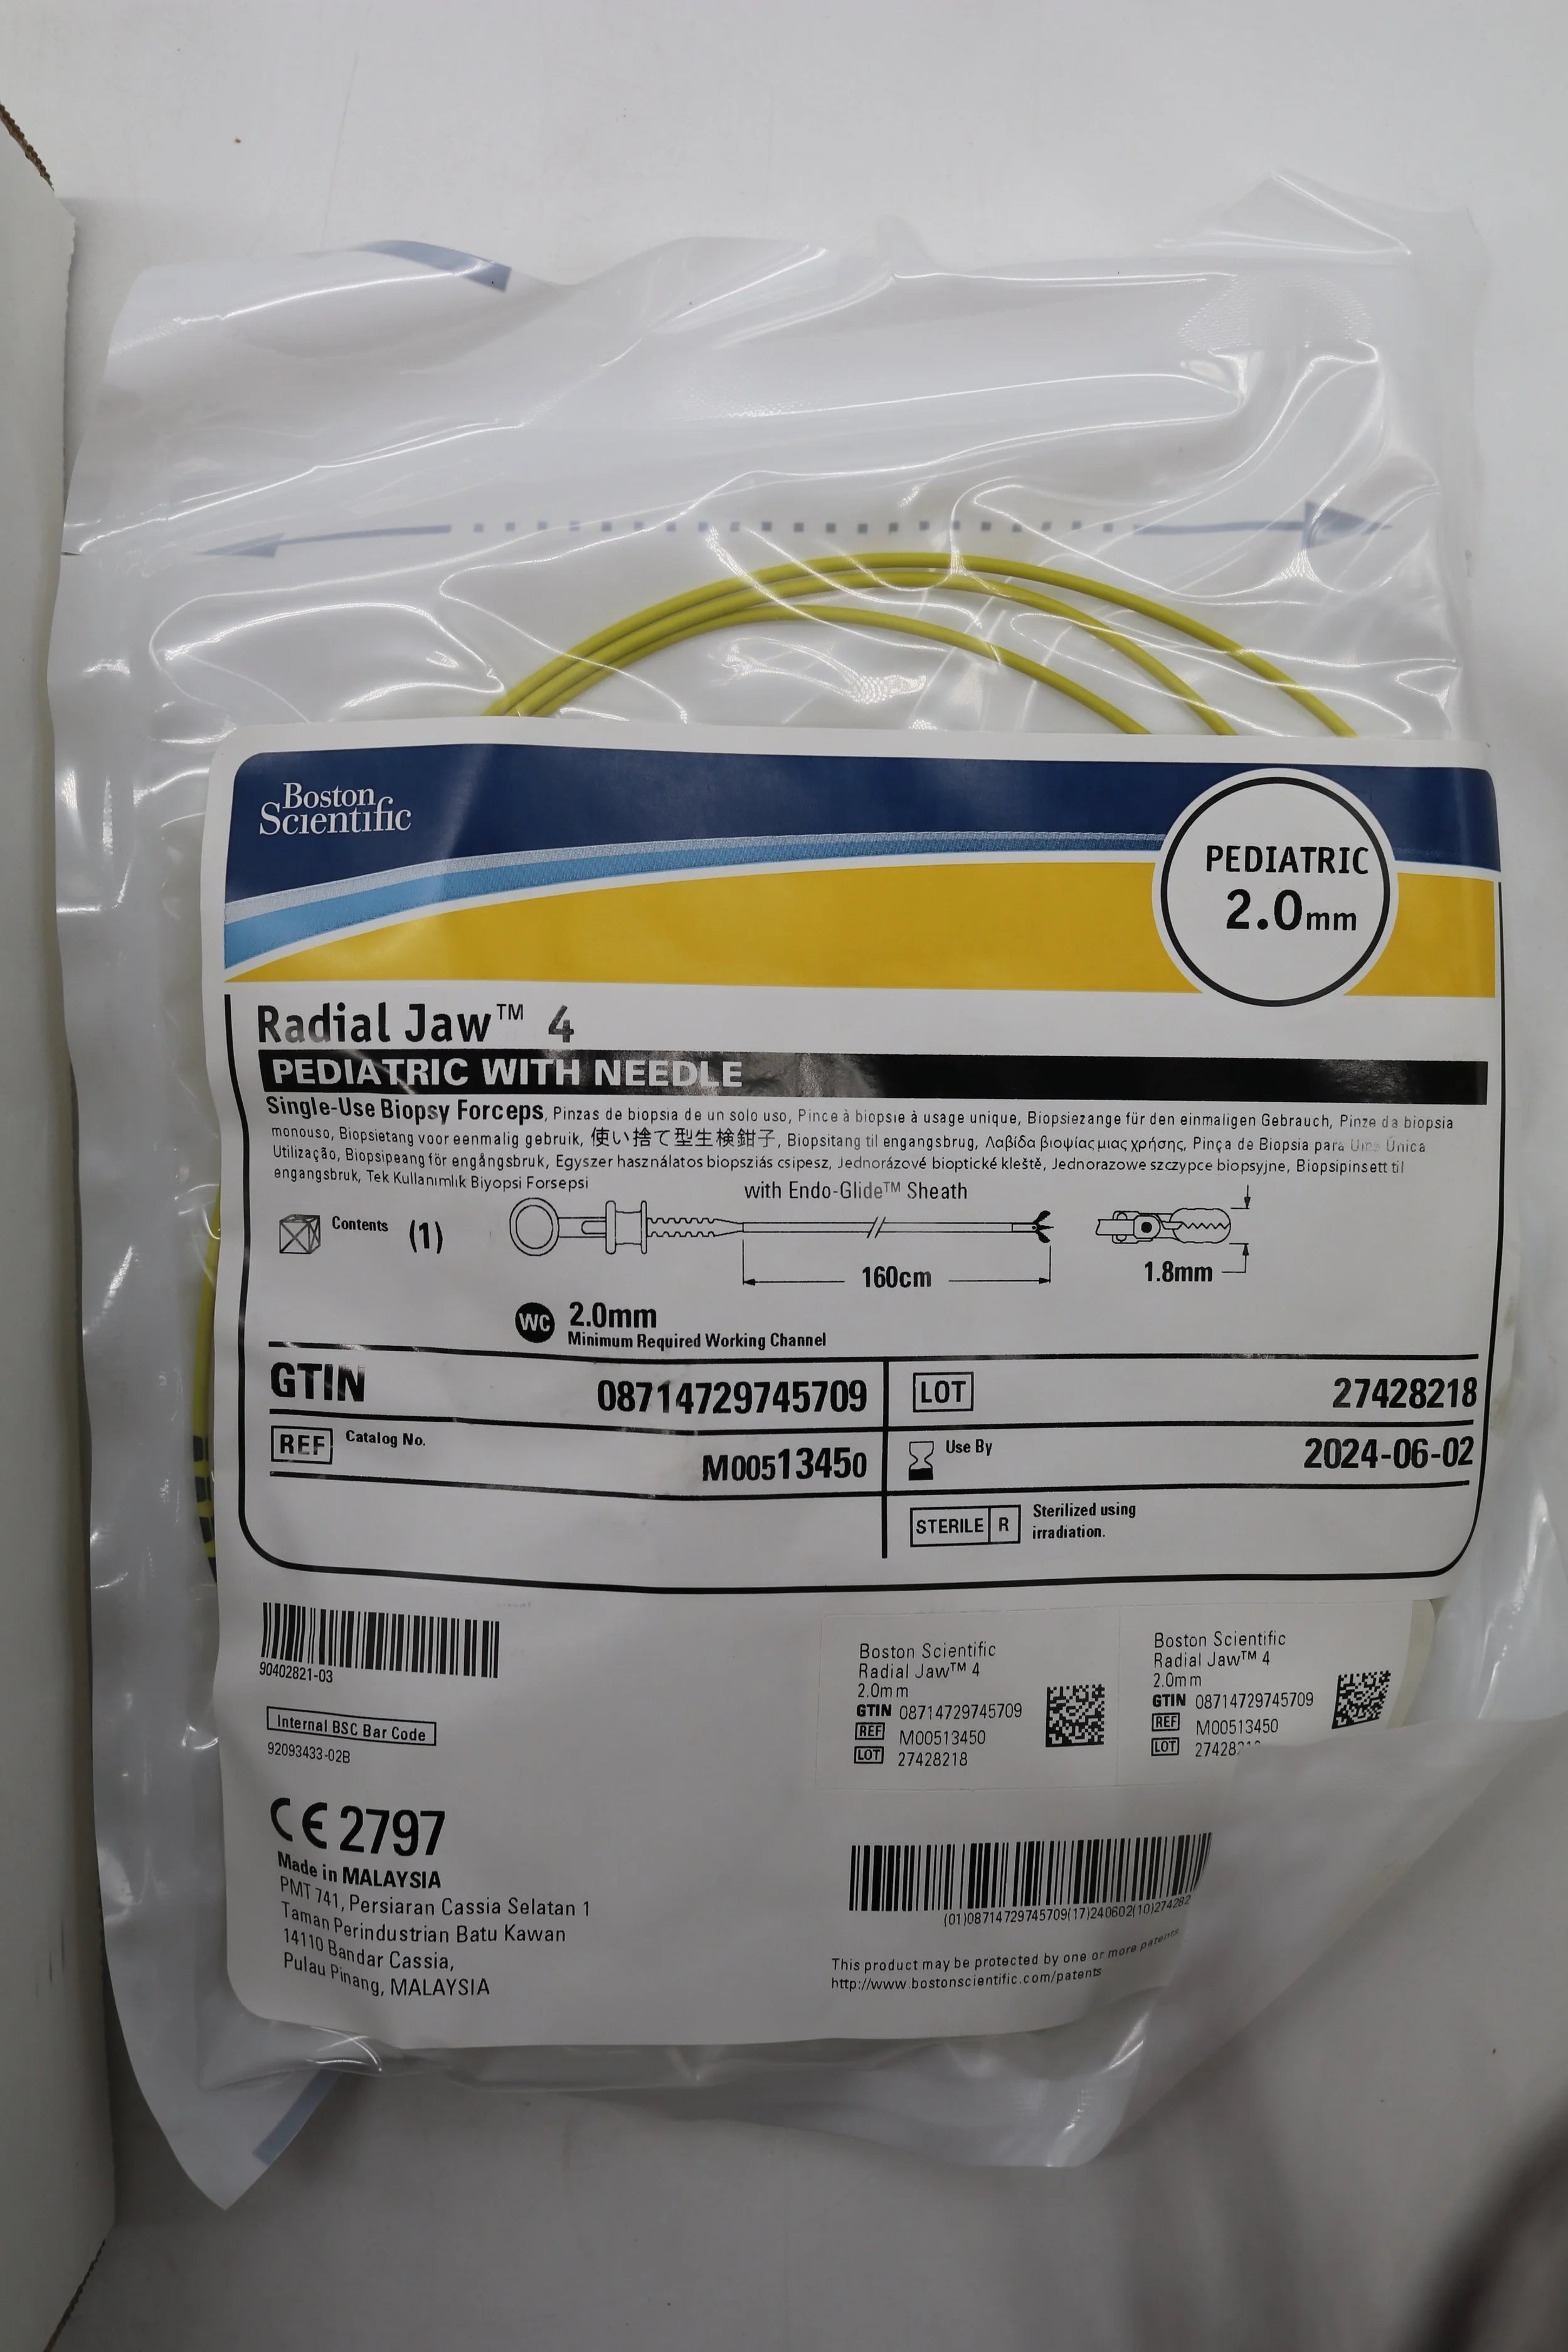 Boston
Scientific
PEDIATRIC
2.0mm
Radial Jaw™ 4
PEDIATRIC WITH NEEDLE
Single-Use Biopsy Forceps, Pinzas de biopsia de un solo uso, Pince à biopsie à usage unique, Biopsiezange für den einmaligen Gebrauch, Pinze da biopsia
monouso, Biopsietang voor eenmalig gebruik, 使い捨て型生検鉗子, Biopsitang til engangsbrug, Λαβίδα βιοψίας μιας χρήσης, Pinça de Biopsia para Única
Utilização, Biopsipeang för engångsbruk, Egyszer használatos biopsziás csipesz, Jednorázové bioptické kleště, Jednorazowe szczypce biopsyjne, Biopsipinsett til
engangsbruk, Tek Kullanımlık Biyopsi Forsepsi
with Endo-Glide™ Sheath
Contents (1)
160cm
1.8mm
WC 2.0mm
Minimum Required Working Channel
GTIN 08714729745709
LOT 27428218
REF Catalog No. M00513450
Use By 2024-06-02
STERILE R Sterilized using
irradiation.
90402821-03
Internal BSC Bar Code
92093433-02B
Boston Scientific
Radial Jaw™ 4
2.0mm
GTIN 08714729745709
REF M00513450
LOT 27428218
Boston Scientific
Radial Jaw™ 4
2.0mm
GTIN 08714729745709
REF M00513450
LOT
CE 2797
Made in MALAYSIA
PMT 741, Persiaran Cassia Selatan 1
Taman Perindustrian Batu Kawan
14110 Bandar Cassia,
Pulau Pinang, MALAYSIA
(01)08714729745709(17)240602(10)274282
This product may be protected by one or more patents
http://www.bostonscientific.com/patents